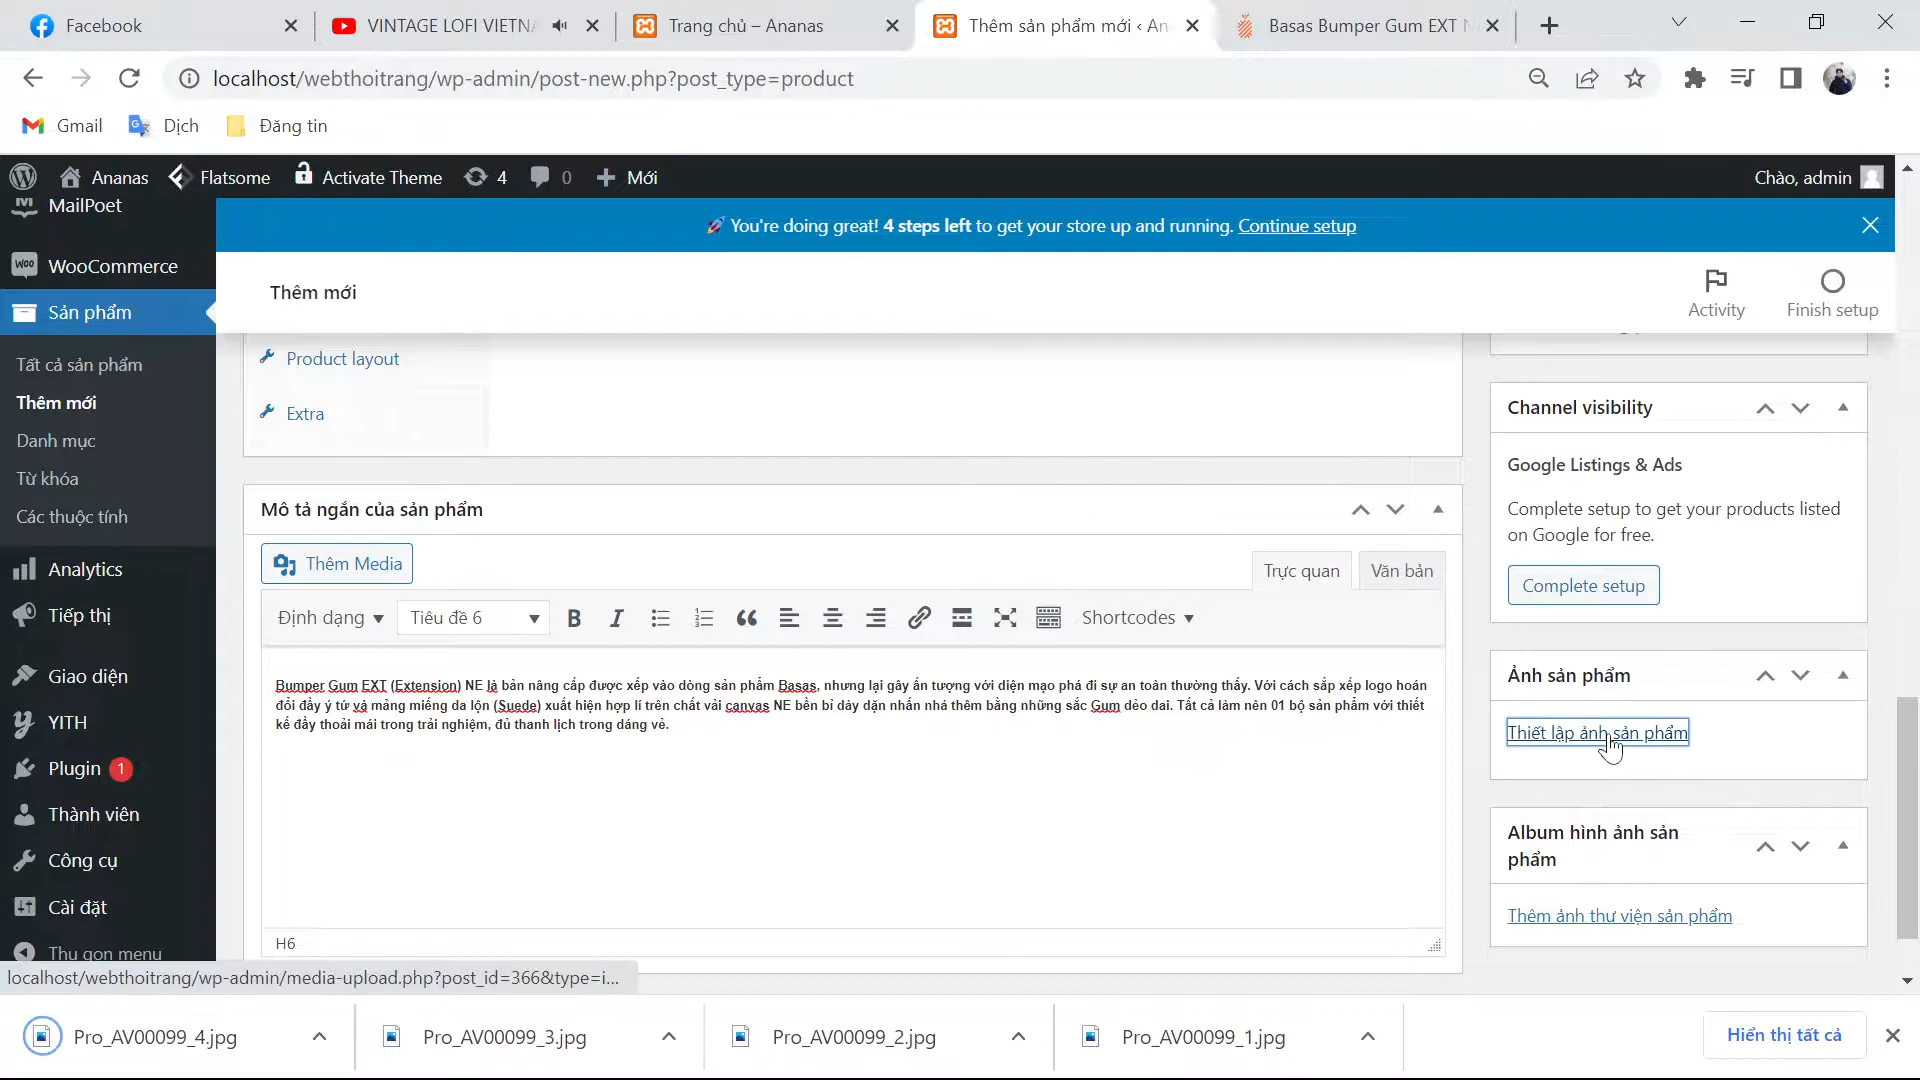 Facebook
VINTAGE LOFI VIETNA
Trang chủ – Ananas
Thêm sản phẩm mới ‹ An
Basas Bumper Gum EXT N
localhost/webthoitrang/wp-admin/post-new.php?post_type=product
Gmail
Dịch
Đăng tin
Ananas
Flatsome
Activate Theme
4
0
Mới
Chào, admin
MailPoet
🚀 You're doing great! 4 steps left to get your store up and running. Continue setup
WooCommerce
Thêm mới
Activity
Finish setup
Sản phẩm
Tất cả sản phẩm
Thêm mới
Danh mục
Từ khóa
Các thuộc tính
Analytics
Tiếp thị
Giao diện
YITH
Plugin 1
Thành viên
Công cụ
Cài đặt
Thu gọn menu
Product layout
Extra
Mô tả ngắn của sản phẩm
Thêm Media
Trực quan
Văn bản
Định dạng
Tiêu đề 6
Shortcodes
Bumper Gum EXT (Extension) NE là bản nâng cấp được xếp vào dòng sản phẩm Basas, nhưng lại gây ấn tượng với diện mạo phá đi sự an toàn thường thấy. Với cách sắp xếp logo hoán
đổi đầy ý tứ và mảng miếng da lộn (Suede) xuất hiện hợp lí trên chất vải canvas NE bền bỉ dày dặn nhấn nhá thêm bằng những sắc Gum dẻo dai. Tất cả làm nên 01 bộ sản phẩm với thiết
kế đầy thoải mái trong trải nghiệm, đủ thanh lịch trong dáng vẻ.
H6
Channel visibility
Google Listings & Ads
Complete setup to get your products listed
on Google for free.
Complete setup
Ảnh sản phẩm
Thiết lập ảnh sản phẩm
Album hình ảnh sản
phẩm
Thêm ảnh thư viện sản phẩm
localhost/webthoitrang/wp-admin/media-upload.php?post_id=366&type=i...
Pro_AV00099_4.jpg
Pro_AV00099_3.jpg
Pro_AV00099_2.jpg
Pro_AV00099_1.jpg
Hiển thị tất cả